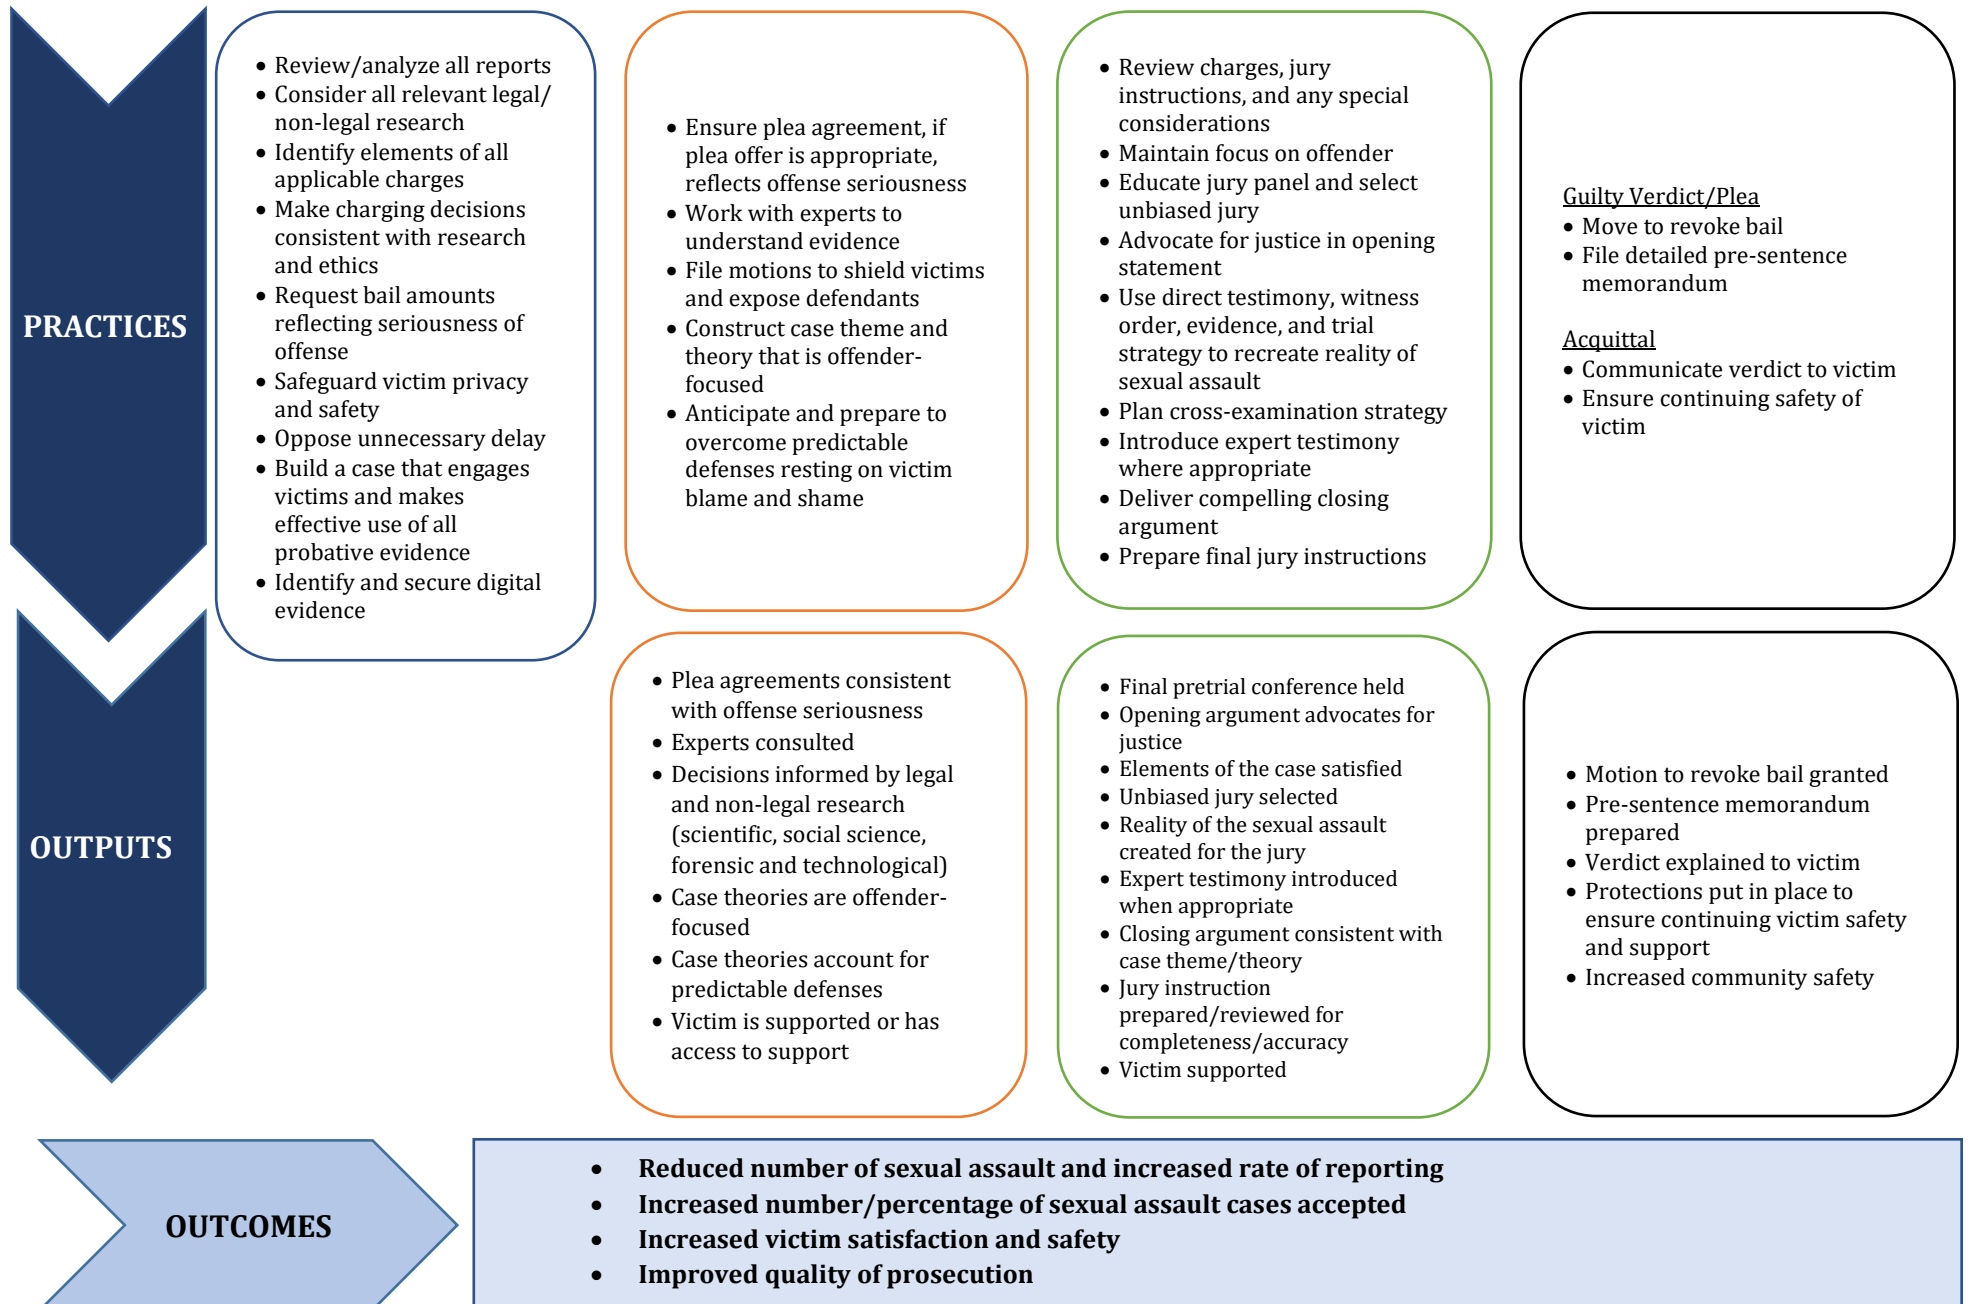 PRACTICES
• Review/analyze all reports
• Consider all relevant legal/
non-legal research
• Identify elements of all
applicable charges
• Make charging decisions
consistent with research
and ethics
• Request bail amounts
reflecting seriousness of
offense
• Safeguard victim privacy
and safety
• Oppose unnecessary delay
• Build a case that engages
victims and makes
effective use of all
probative evidence
• Identify and secure digital
evidence
• Ensure plea agreement, if
plea offer is appropriate,
reflects offense seriousness
• Work with experts to
understand evidence
• File motions to shield victims
and expose defendants
• Construct case theme and
theory that is offender-
focused
• Anticipate and prepare to
overcome predictable
defenses resting on victim
blame and shame
• Review charges, jury
instructions, and any special
considerations
• Maintain focus on offender
• Educate jury panel and select
unbiased jury
• Advocate for justice in opening
statement
• Use direct testimony, witness
order, evidence, and trial
strategy to recreate reality of
sexual assault
• Plan cross-examination strategy
• Introduce expert testimony
where appropriate
• Deliver compelling closing
argument
• Prepare final jury instructions
Guilty Verdict/Plea
• Move to revoke bail
• File detailed pre-sentence
memorandum
Acquittal
• Communicate verdict to victim
• Ensure continuing safety of
victim
OUTPUTS
• Plea agreements consistent
with offense seriousness
• Experts consulted
• Decisions informed by legal
and non-legal research
(scientific, social science,
forensic and technological)
• Case theories are offender-
focused
• Case theories account for
predictable defenses
• Victim is supported or has
access to support
• Final pretrial conference held
• Opening argument advocates for
justice
• Elements of the case satisfied
• Unbiased jury selected
• Reality of the sexual assault
created for the jury
• Expert testimony introduced
when appropriate
• Closing argument consistent with
case theme/theory
• Jury instruction
prepared/reviewed for
completeness/accuracy
• Victim supported
• Motion to revoke bail granted
• Pre-sentence memorandum
prepared
• Verdict explained to victim
• Protections put in place to
ensure continuing victim safety
and support
• Increased community safety
OUTCOMES
• Reduced number of sexual assault and increased rate of reporting
• Increased number/percentage of sexual assault cases accepted
• Increased victim satisfaction and safety
• Improved quality of prosecution